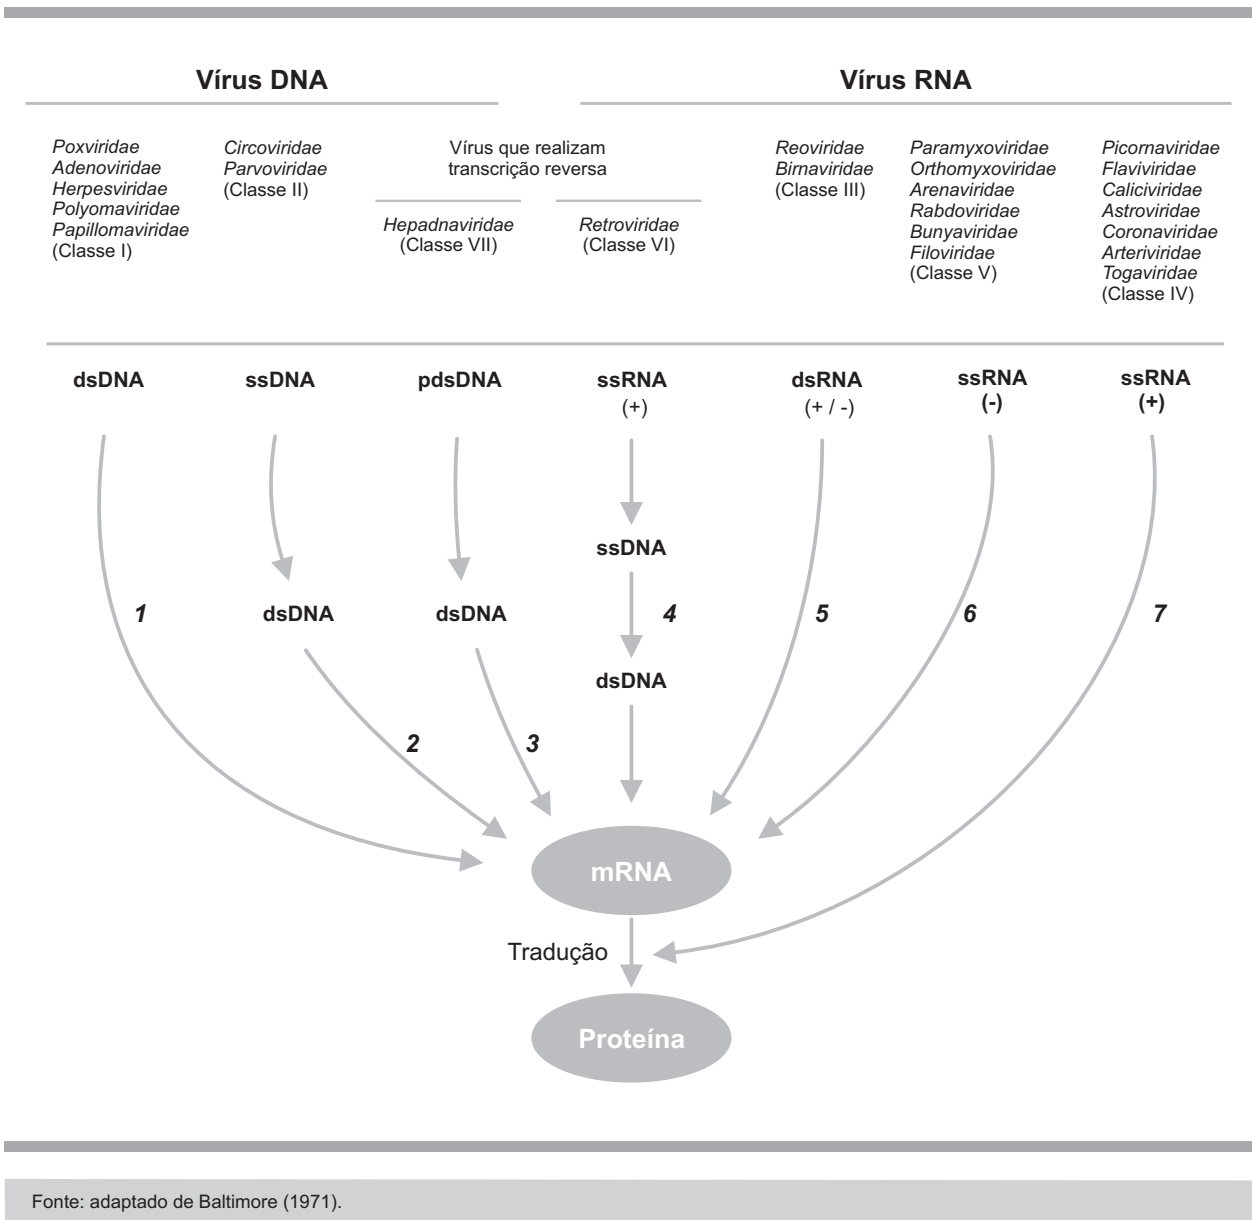 Vírus DNA
Vírus RNA
Poxviridae
Adenoviridae
Herpesviridae
Polyomaviridae
Papillomaviridae
(Classe I)
Circoviridae
Parvoviridae
(Classe II)
Vírus que realizam
transcrição reversa
Hepadnaviridae
(Classe VII)
Retroviridae
(Classe VI)
Reoviridae
Birnaviridae
(Classe III)
Paramyxoviridae
Orthomyxoviridae
Arenaviridae
Rabdoviridae
Bunyaviridae
Filoviridae
(Classe V)
Picornaviridae
Flaviviridae
Caliciviridae
Astroviridae
Coronaviridae
Arteriviridae
Togaviridae
(Classe IV)
dsDNA
ssDNA
pdsDNA
ssRNA
(+)
dsRNA
(+ / -)
ssRNA
(-)
ssRNA
(+)
ssDNA
1
dsDNA
dsDNA
4
5
6
7
dsDNA
2
3
mRNA
Tradução
Proteína
Fonte: adaptado de Baltimore (1971).